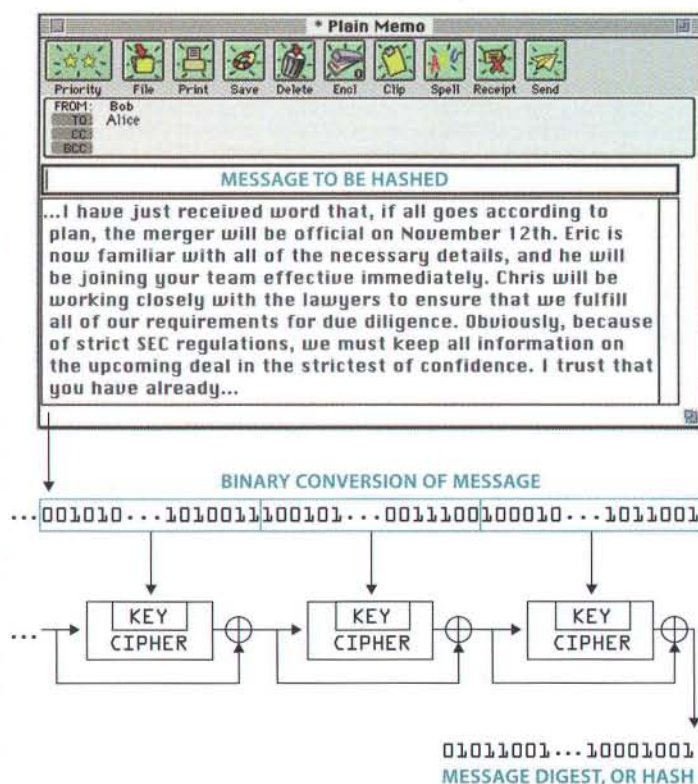 * Plain Memo
Priority File Print Save Delete Encl Clip Spell Receipt Send
FROM: Bob
TO: Alice
CC:
BCC:
MESSAGE TO BE HASHED
...I have just received word that, if all goes according to
plan, the merger will be official on November 12th. Eric is
now familiar with all of the necessary details, and he will
be joining your team effective immediately. Chris will be
working closely with the lawyers to ensure that we fulfill
all of our requirements for due diligence. Obviously, because
of strict SEC regulations, we must keep all information on
the upcoming deal in the strictest of confidence. I trust that
you have already...
BINARY CONVERSION OF MESSAGE
...001010...1010011 100101...0011100 100010...1011001
... KEY KEY KEY
CIPHER CIPHER CIPHER
01011001...10001001
MESSAGE DIGEST, OR HASH